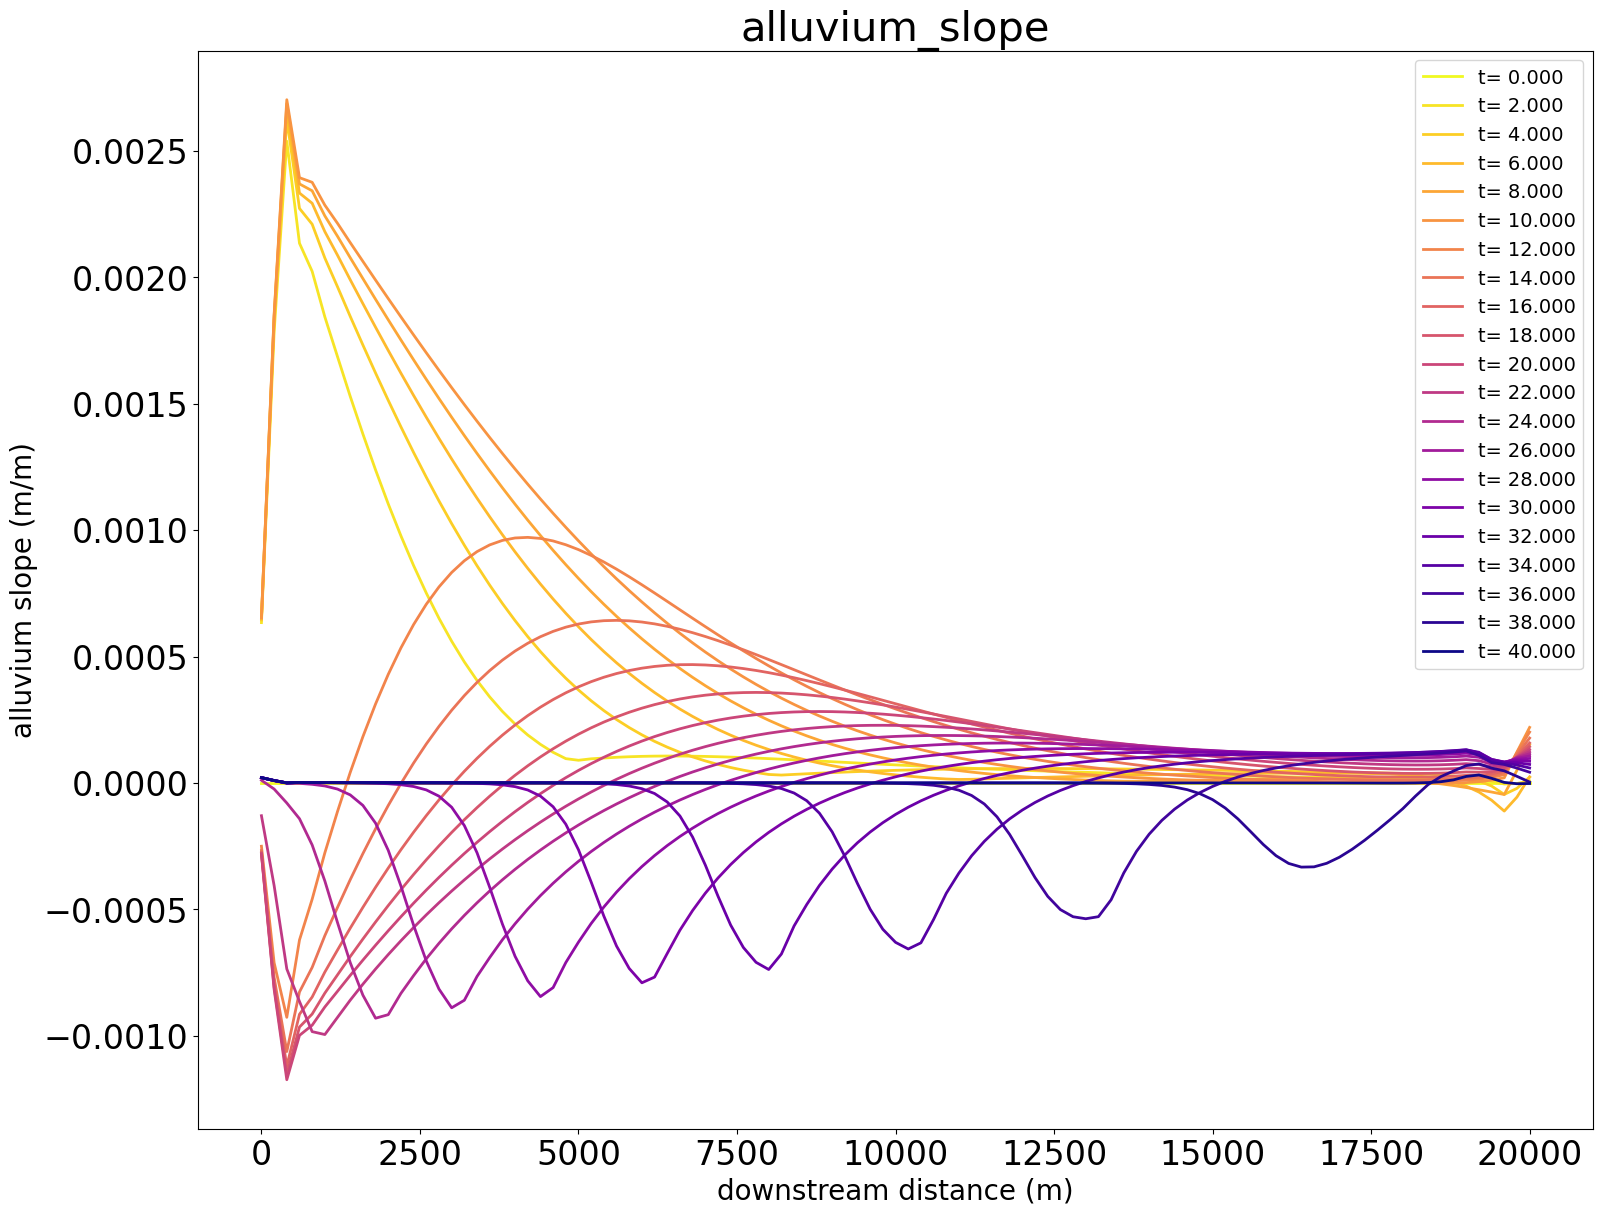 alluvium_slope
alluvium slope (m/m)
0.0025
0.0020
0.0015
0.0010
0.0005
0.0000
−0.0005
−0.0010
t= 0.000
t= 2.000
t= 4.000
t= 6.000
t= 8.000
t= 10.000
t= 12.000
t= 14.000
t= 16.000
t= 18.000
t= 20.000
t= 22.000
t= 24.000
t= 26.000
t= 28.000
t= 30.000
t= 32.000
t= 34.000
t= 36.000
t= 38.000
t= 40.000
0 2500 5000 7500 10000 12500 15000 17500 20000
downstream distance (m)